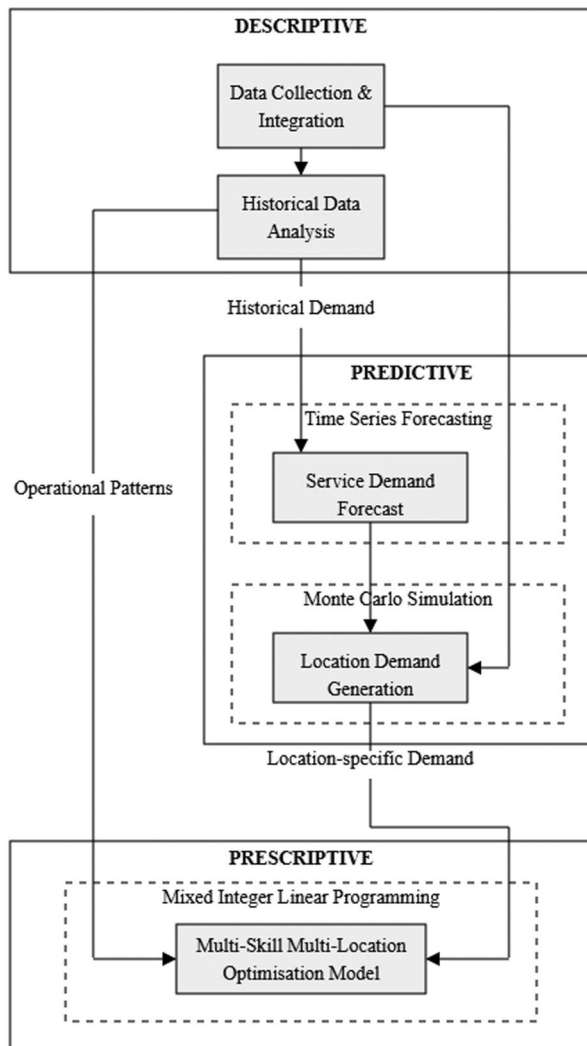 DESCRIPTIVE
Data Collection &
Integration
Historical Data
Analysis
Historical Demand
PREDICTIVE
Time Series Forecasting
Operational Patterns
Service Demand
Forecast
Monte Carlo Simulation
Location Demand
Generation
Location-specific Demand
PRESCRIPTIVE
Mixed Integer Linear Programming
Multi-Skill Multi-Location
Optimisation Model